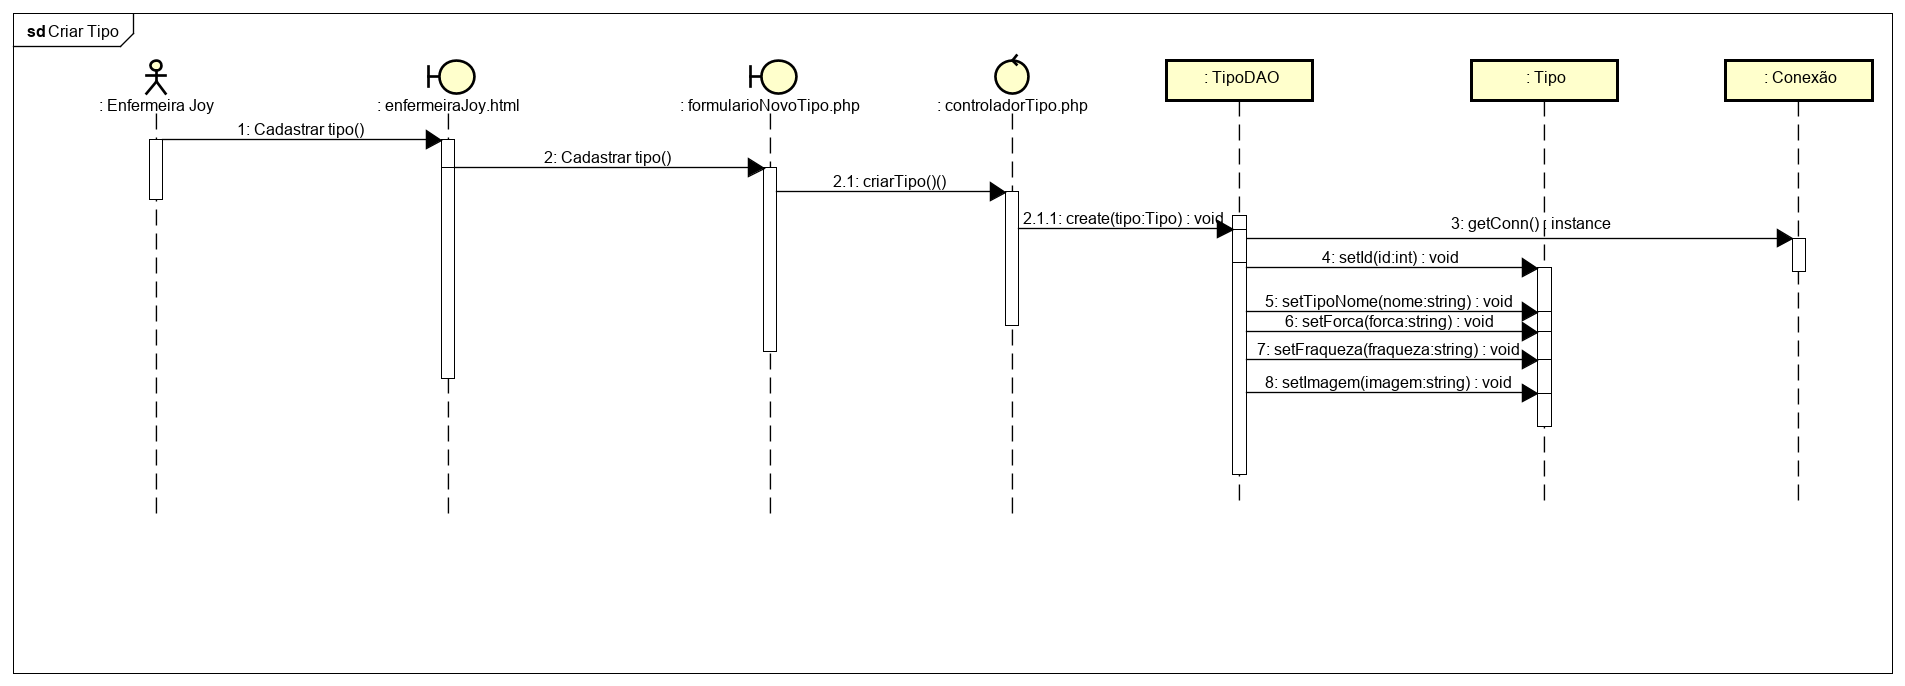 sd Criar Tipo
: Enfermeira Joy
: enfermeiraJoy.html
: formularioNovoTipo.php
: controladorTipo.php
: TipoDAO
: Tipo
: Conexão
1: Cadastrar tipo()
2: Cadastrar tipo()
2.1: criarTipo()()
2.1.1: create(tipo:Tipo) : void
3: getConn() : instance
4: setId(id:int) : void
5: setTipoNome(nome:string) : void
6: setForca(forca:string) : void
7: setFraqueza(fraqueza:string) : void
8: setImagem(imagem:string) : void